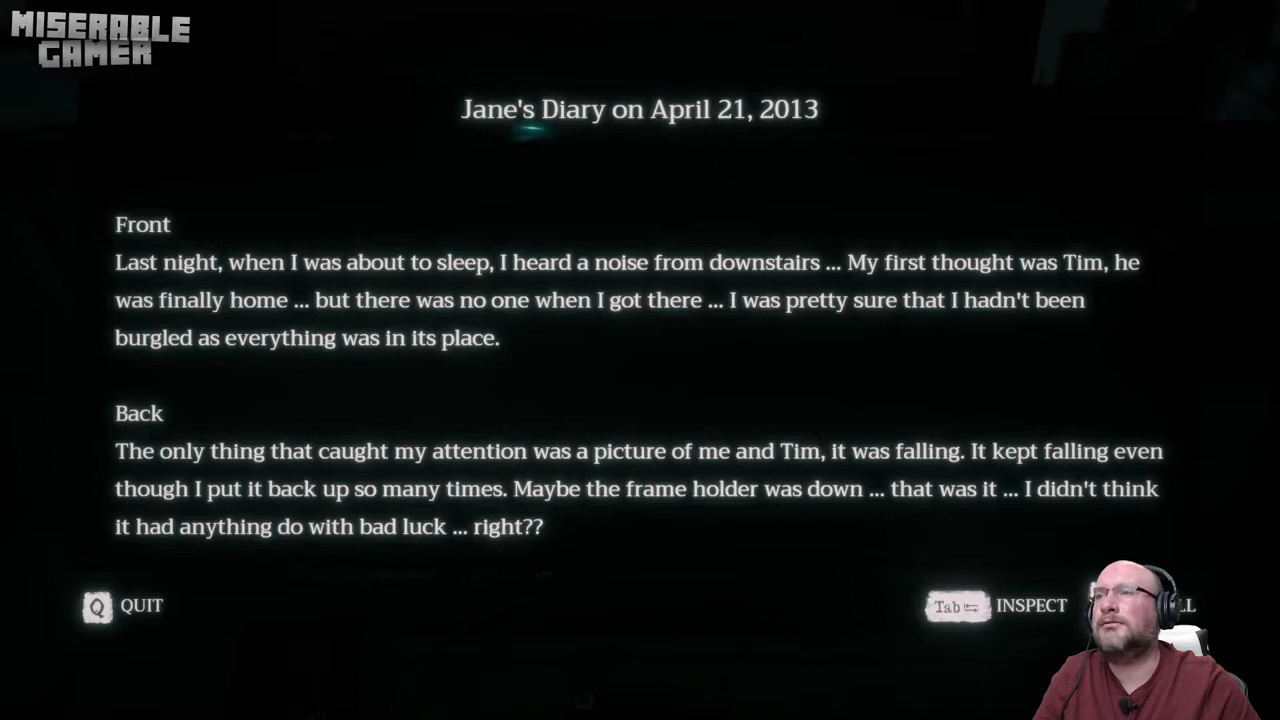 MISERABLE
GAMER
Jane's Diary on April 21, 2013
Front
Last night, when I was about to sleep, I heard a noise from downstairs ... My first thought was Tim, he
was finally home ... but there was no one when I got there ... I was pretty sure that I hadn't been
burgled as everything was in its place.
Back
The only thing that caught my attention was a picture of me and Tim, it was falling. It kept falling even
though I put it back up so many times. Maybe the frame holder was down ... that was it ... I didn't think
it had anything do with bad luck ... right??
Q QUIT
Tab INSPECT